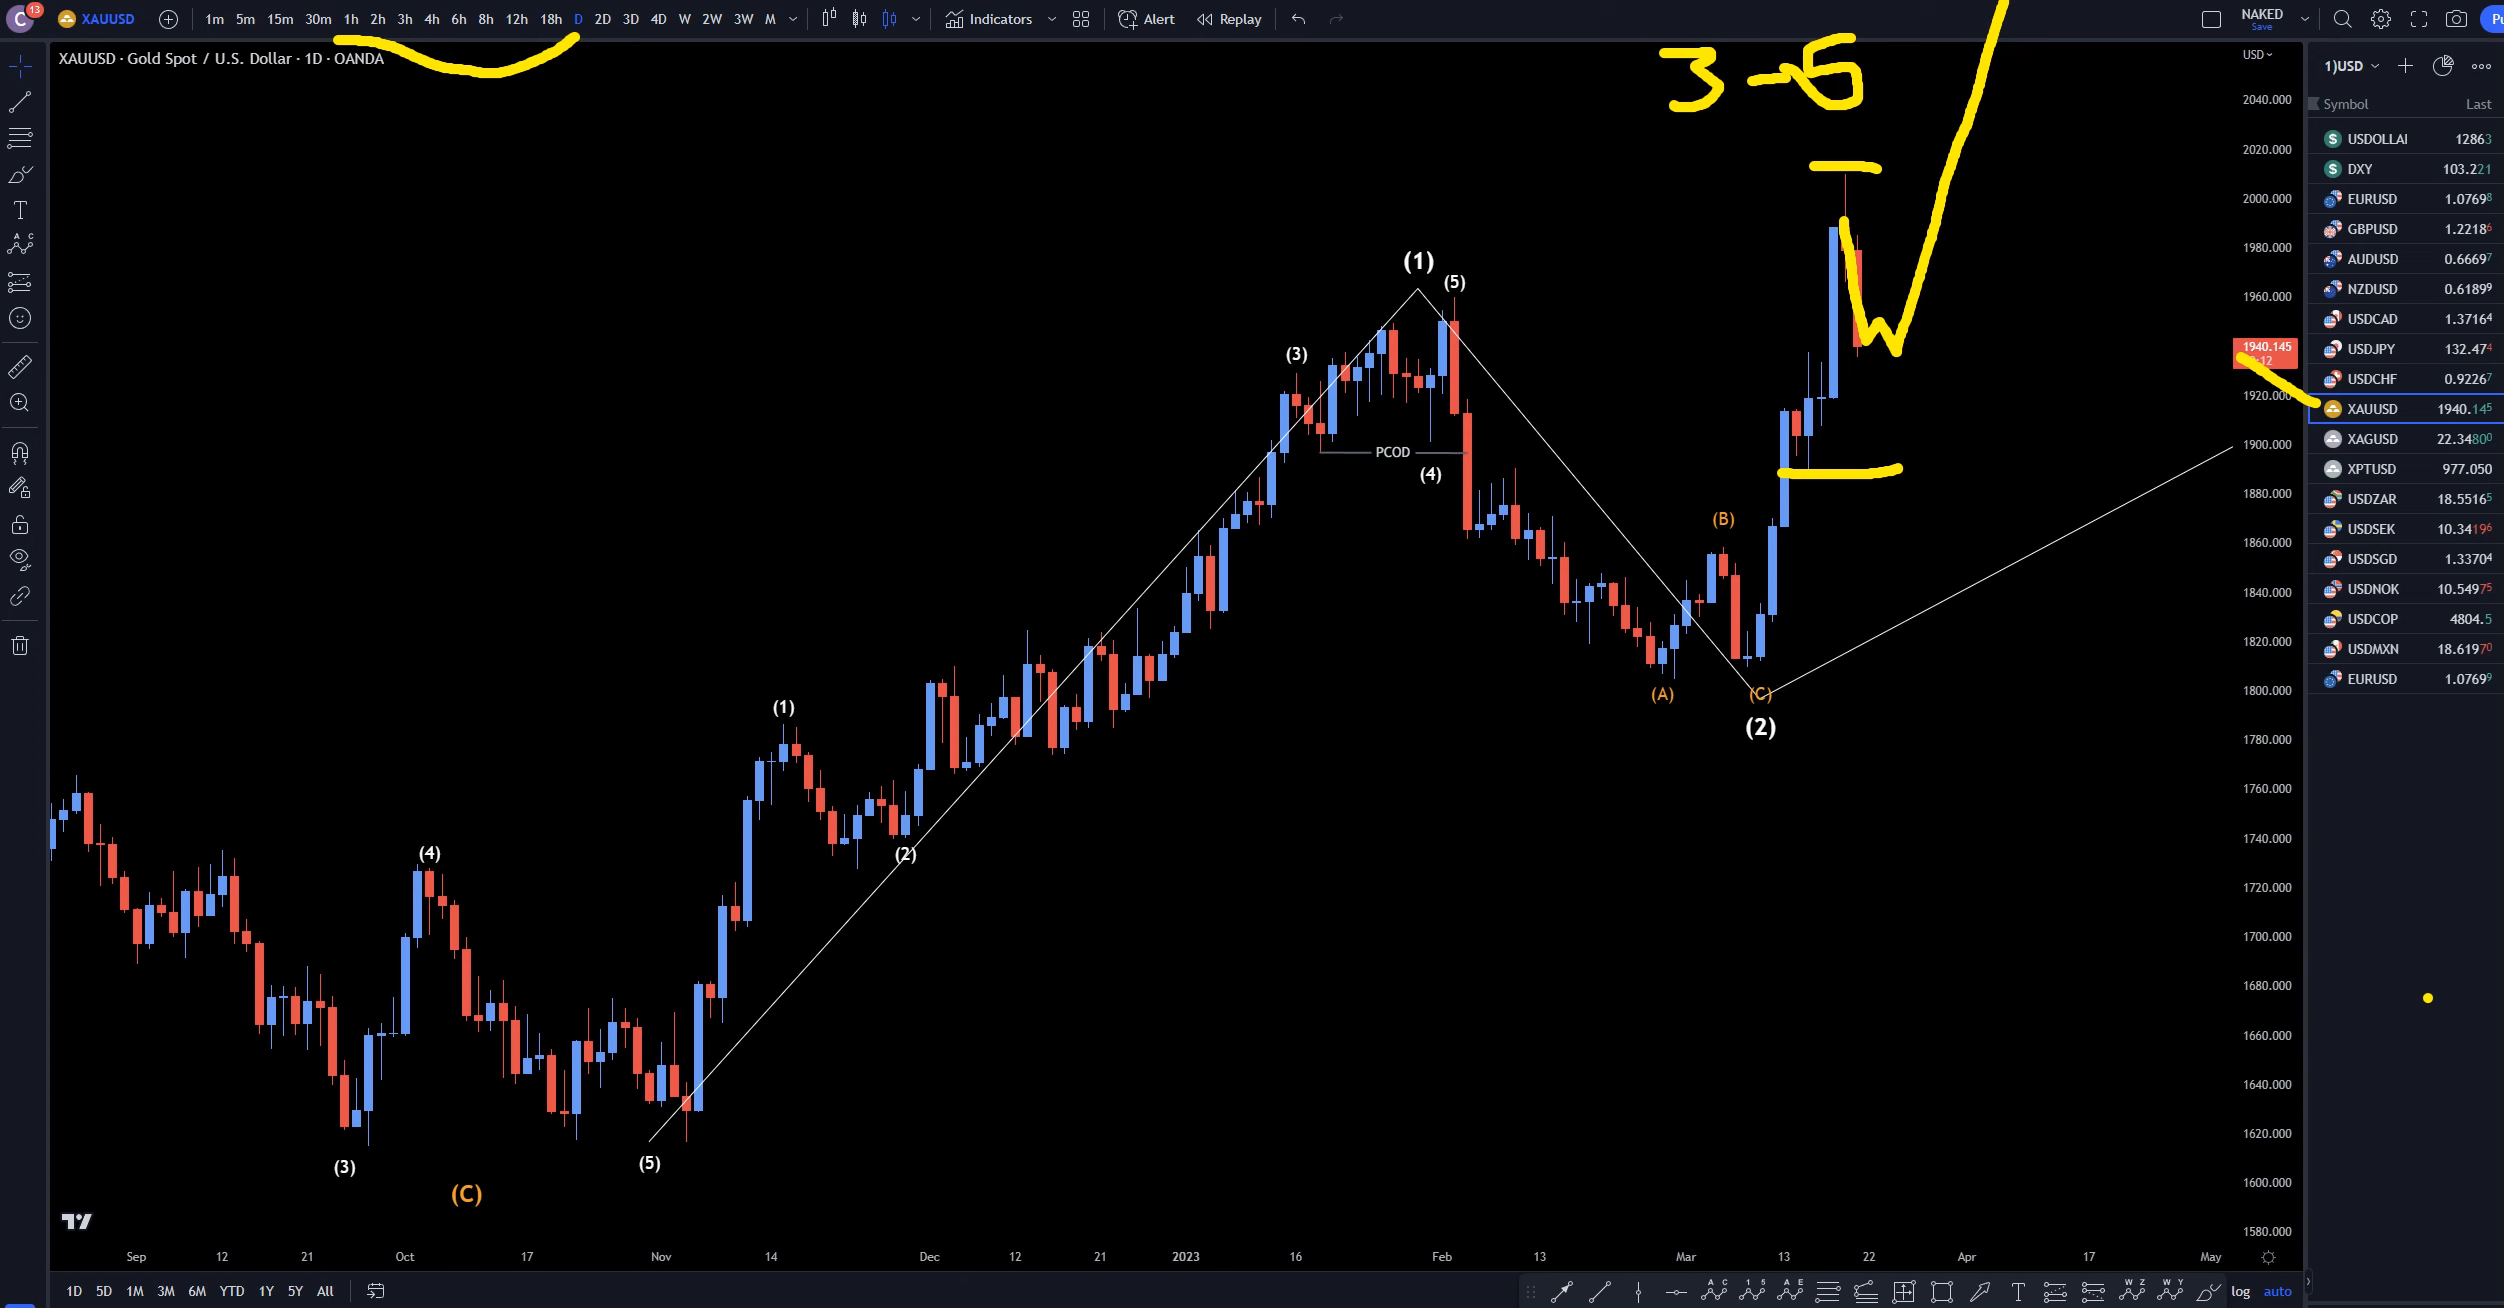 C 13 XAUUSD 1m 5m 15m 30m 1h 2h 3h 4h 6h 8h 12h 18h D 2D 3D 4D W 2W 3W M Indicators Alert Replay NAKED Save Pu
XAUUSD · Gold Spot / U.S. Dollar · 1D · OANDA
3-5
USD
1)USD
Symbol Last
USDOLLAI 12863
DXY 103.221
EURUSD 1.07698
GBPUSD 1.22186
AUDUSD 0.66697
NZDUSD 0.61899
USDCAD 1.37164
USDJPY 132.474
USDCHF 0.92267
XAUUSD 1940.145
XAGUSD 22.34800
XPTUSD 977.050
USDZAR 18.55165
USDSEK 10.34196
USDSGD 1.33704
USDNOK 10.54975
USDCOP 4804.5
USDMXN 18.61970
EURUSD 1.07699
2040.000
2020.000
2000.000
1980.000
1960.000
1940.145
1920.000
1900.000
1880.000
1860.000
1840.000
1820.000
1800.000
1780.000
1760.000
1740.000
1720.000
1700.000
1680.000
1660.000
1640.000
1620.000
1600.000
1580.000
(1)
(5)
(3)
PCOD
(4)
(B)
(A)
(C)
(2)
(1)
(2)
(4)
(3)
(5)
(C)
Sep 12 21 Oct 17 Nov 14 Dec 12 21 2023 16 Feb 13 Mar 13 22 Apr 17 May
1D 5D 1M 3M 6M YTD 1Y 5Y All
log auto